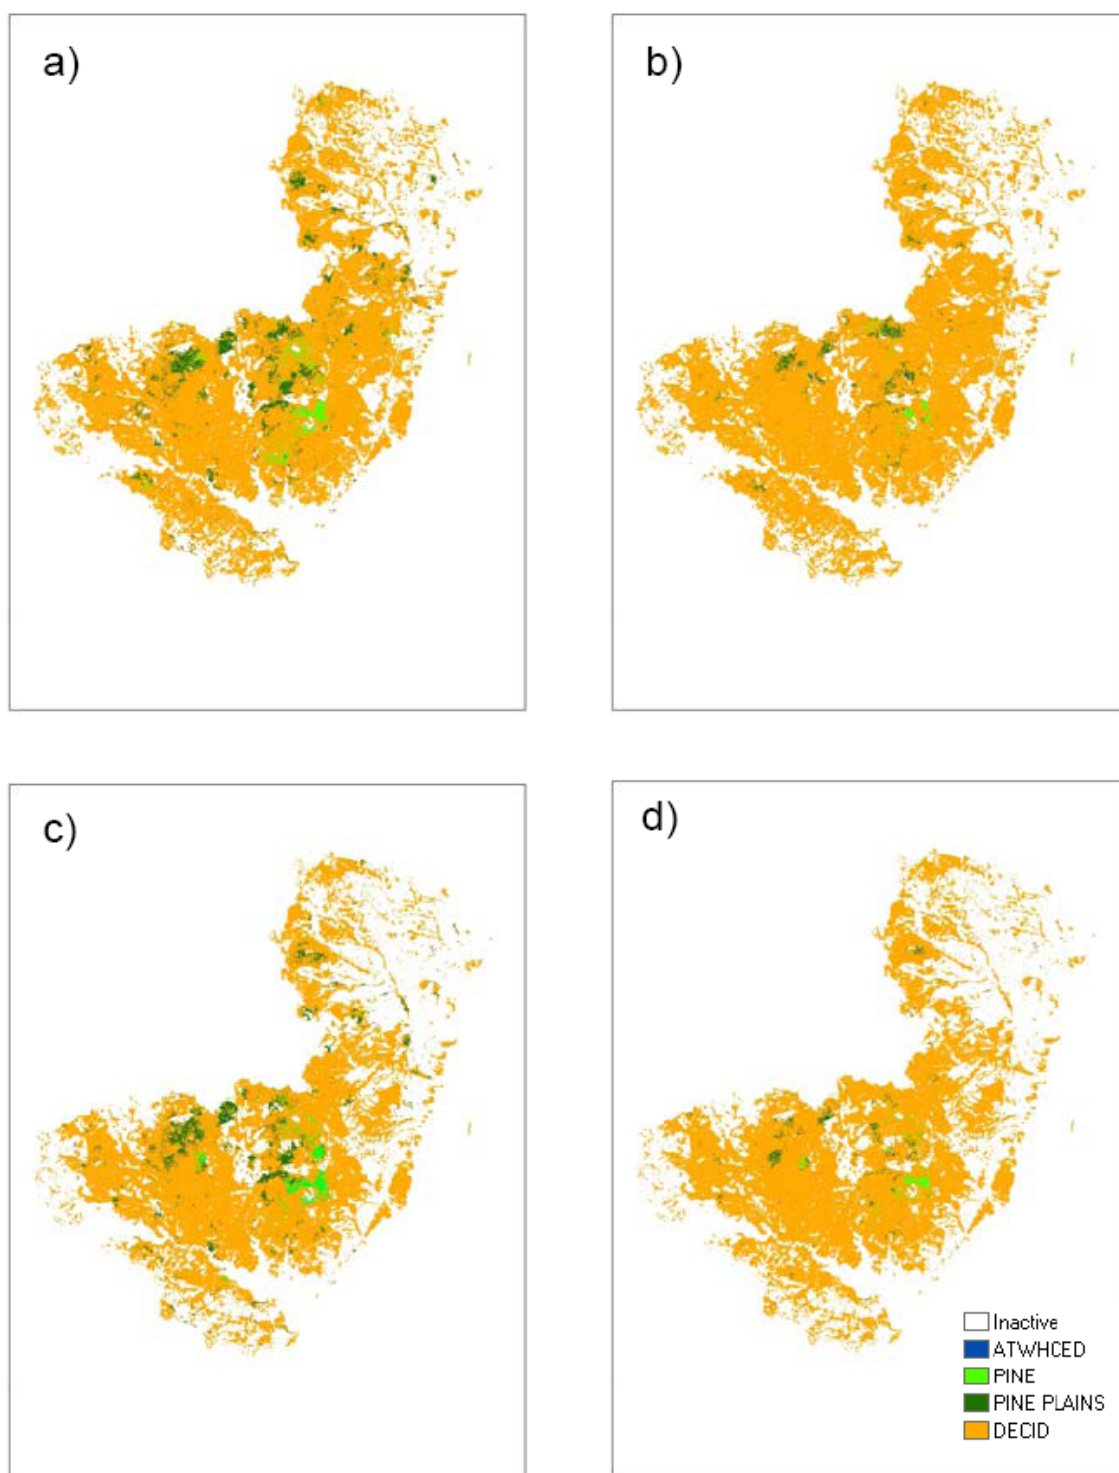 a)
b)
c)
d)
Inactive
ATWHCED
PINE
PINE PLAINS
DECID